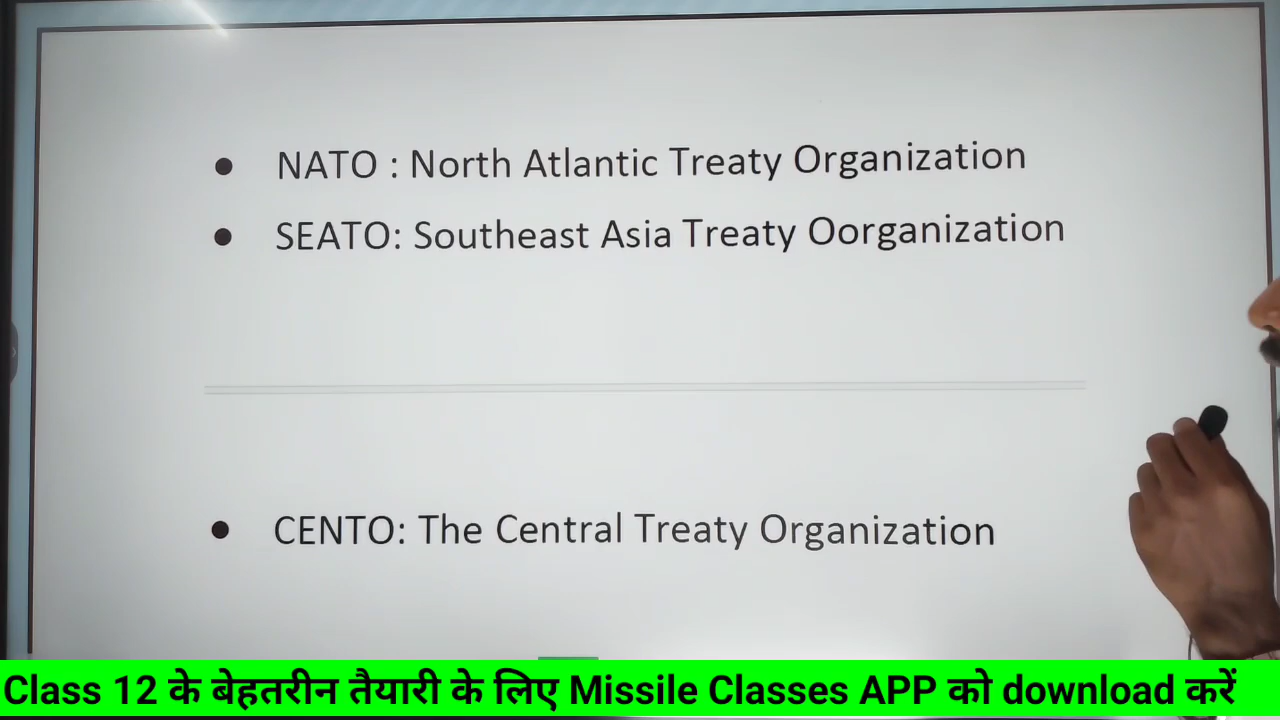 ● NATO : North Atlantic Treaty Organization
● SEATO: Southeast Asia Treaty Oorganization
● CENTO: The Central Treaty Organization
Class 12 के बेहतरीन तैयारी के लिए Missile Classes APP को download करें